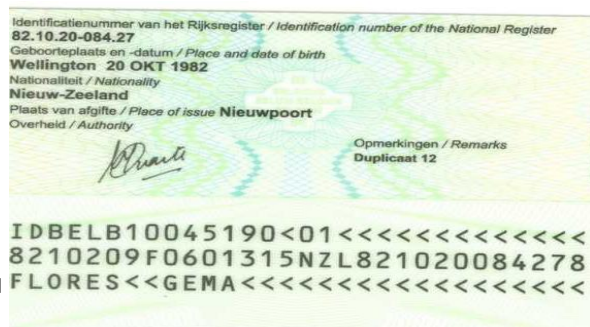 Identificatienummer van het Rijksregister / Identification number of the National Register
82.10.20-084.27
Geboorteplaats en -datum / Place and date of birth
Wellington 20 OKT 1982
Nationaliteit / Nationality
Nieuw-Zeeland
Plaats van afgifte / Place of issue Nieuwpoort
Overheid / Authority
Opmerkingen / Remarks
Duplicaat 12
IDBELB10045190<01<<<<<<<<<<<<<
8210209F0601315NZL821020084278
FLORES<<GEMA<<<<<<<<<<<<<<<<<<